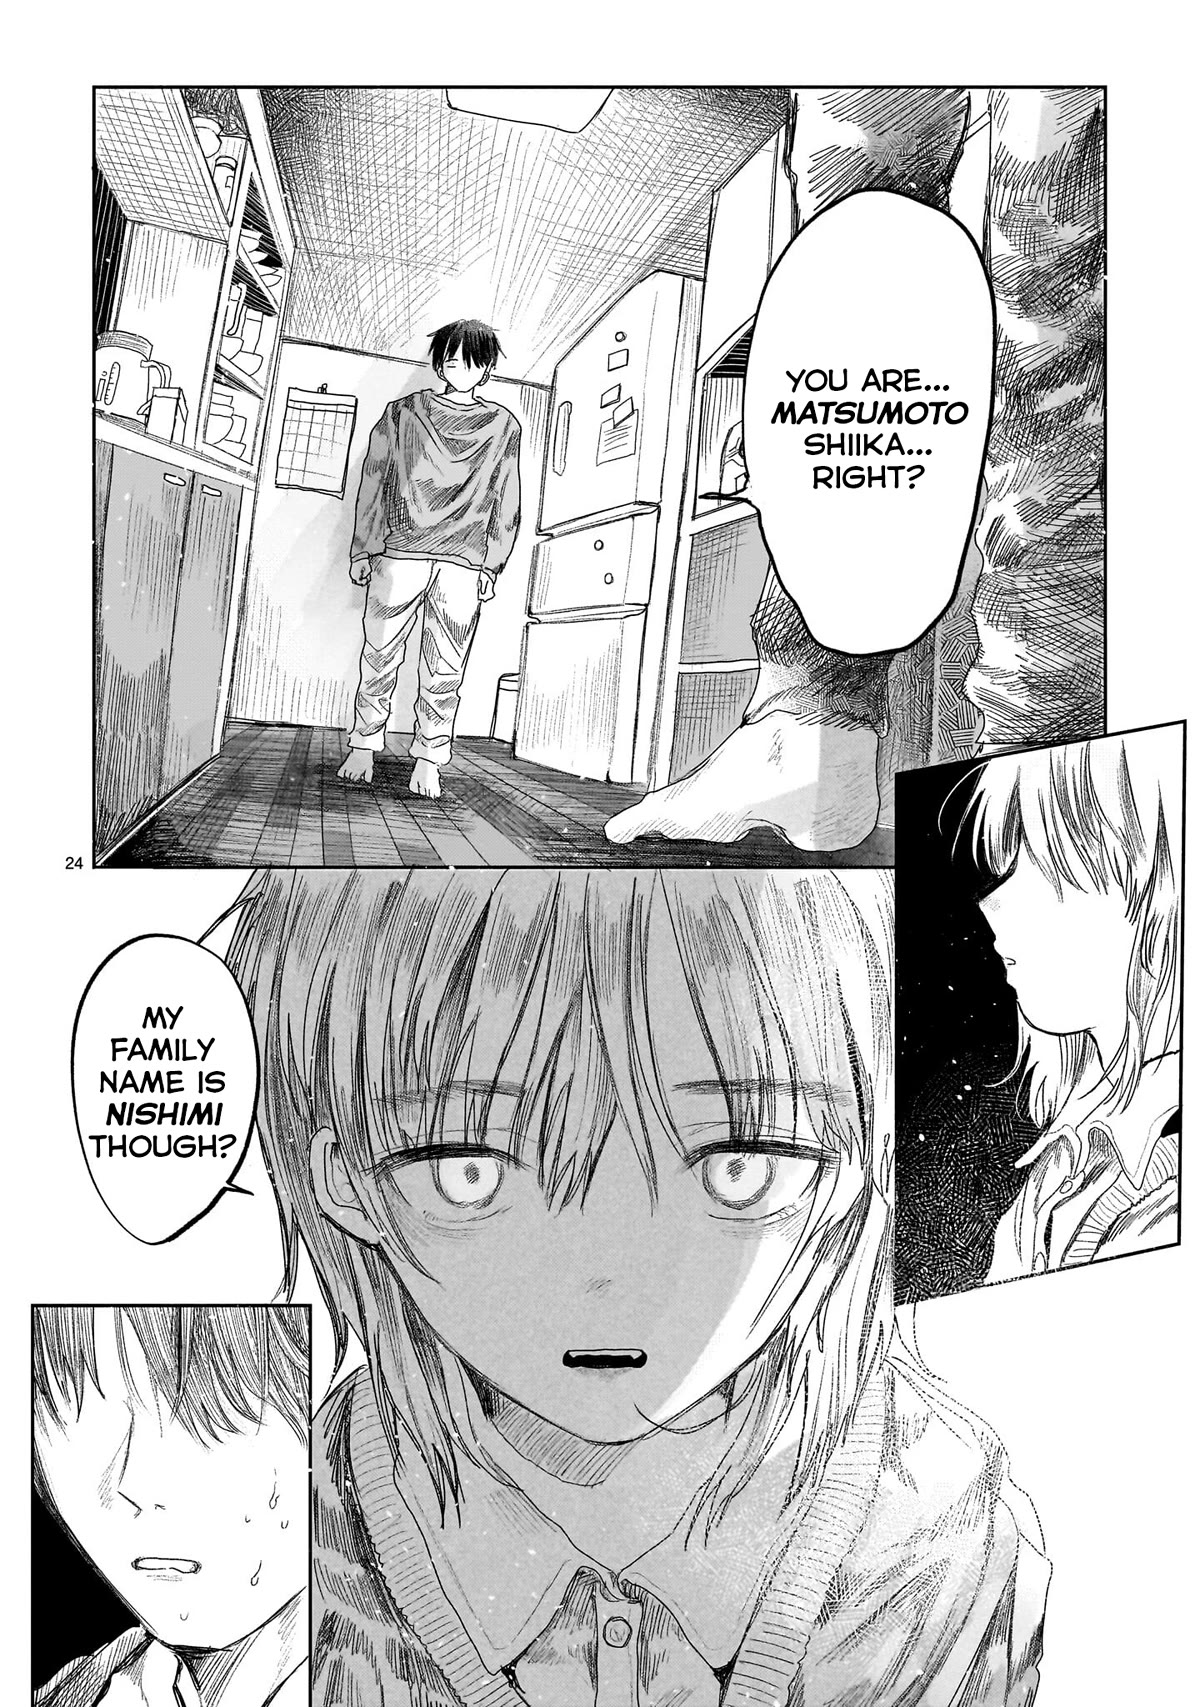 YOU ARE...
MATSUMOTO
SHIIKA...
RIGHT?
24
MY
FAMILY
NAME IS
NISHIMI
THOUGH?